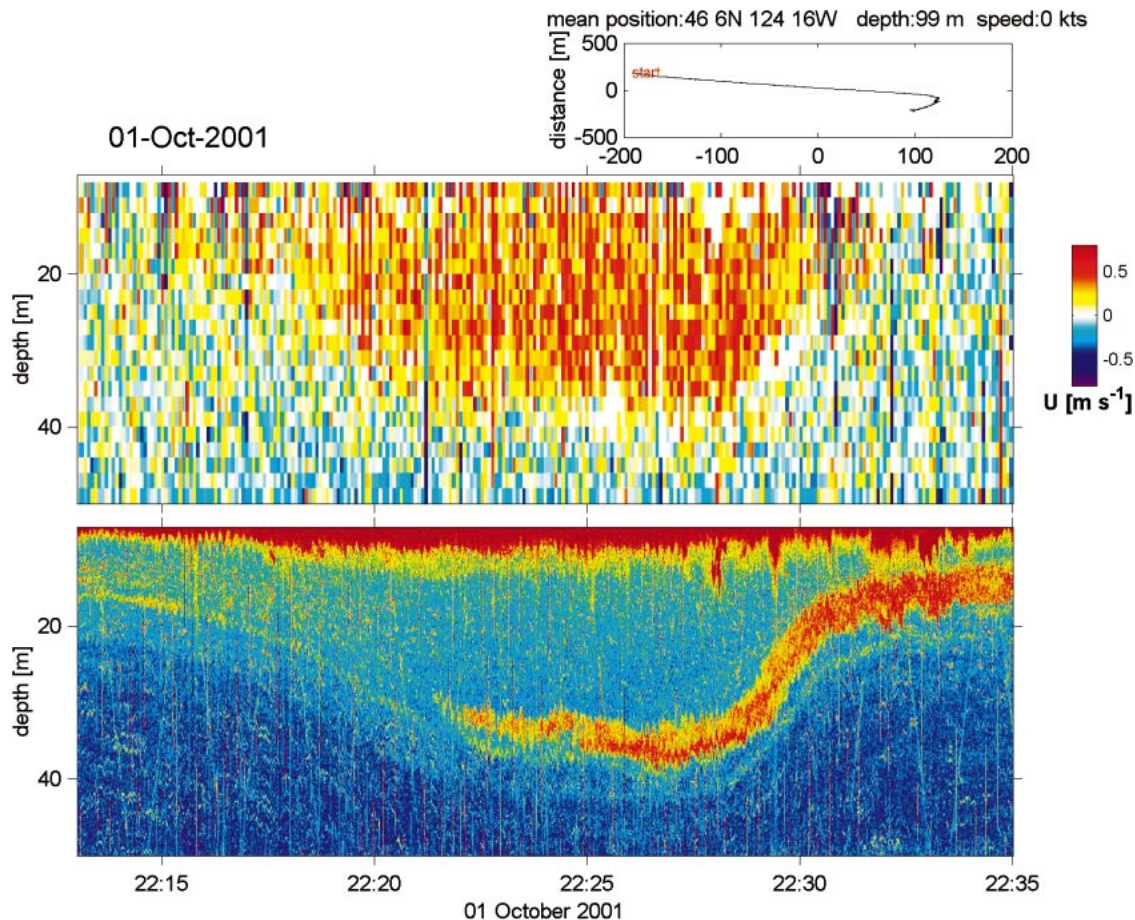 mean position:46 6N 124 16W depth:99 m speed:0 kts
distance [m]
500
0
-500
start
-200 -100 0 100 200
01-Oct-2001
depth [m]
20
40
0.5
0
-0.5
U [m s⁻¹]
depth [m]
20
40
22:15 22:20 22:25 22:30 22:35
01 October 2001